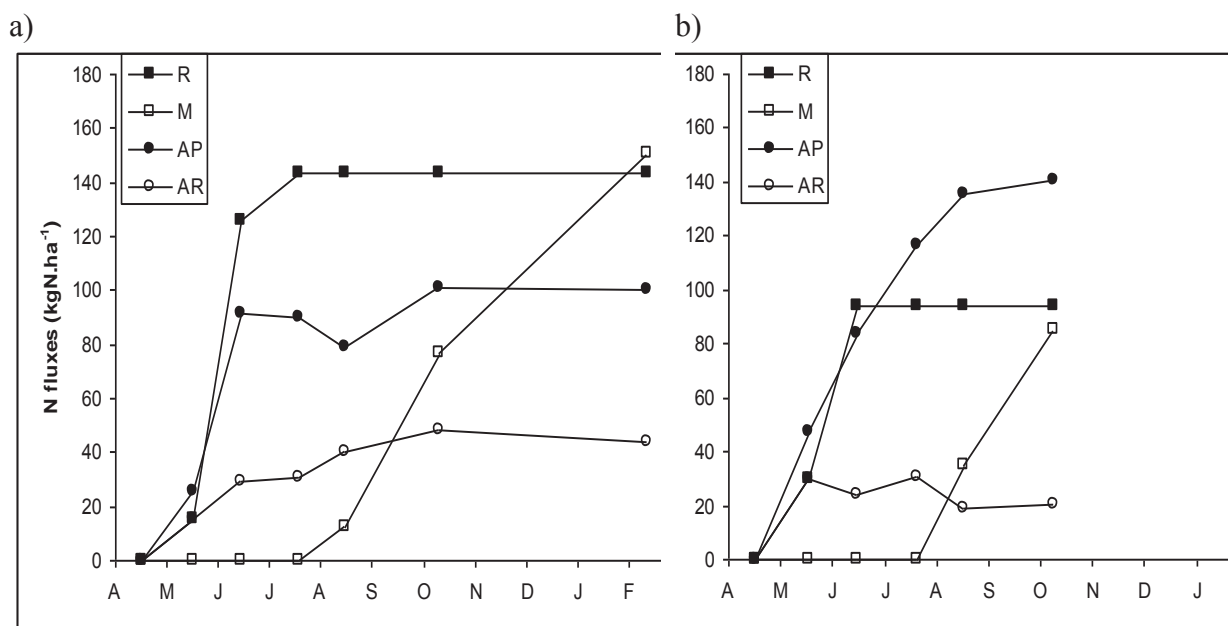 a)
180
160
140
120
100
80
60
40
20
0
N fluxes (kgN.ha-1)
R
M
AP
AR
A M J J A S O N D J F
b)
180
160
140
120
100
80
60
40
20
0
R
M
AP
AR
A M J J A S O N D J